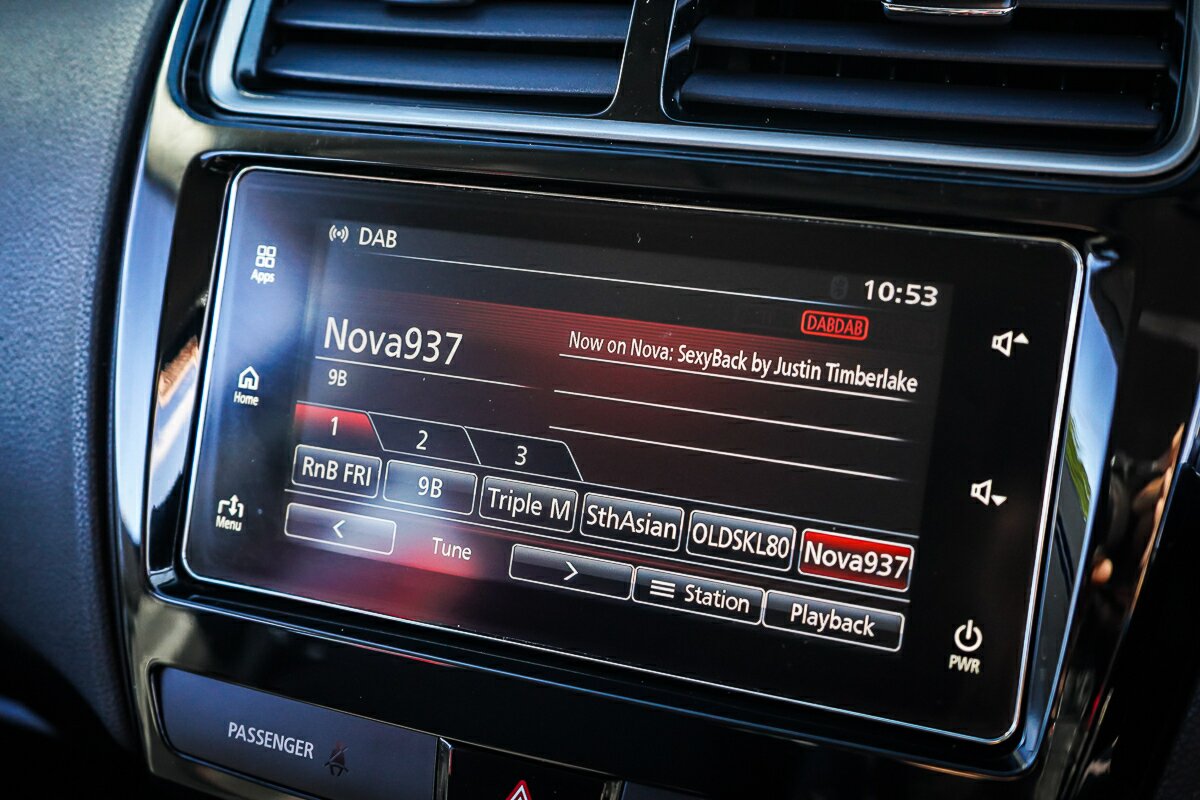 DAB
10:53
Apps
DABDAB
Nova937
Now on Nova: SexyBack by Justin Timberlake
9B
Home
1 2 3
RnB FRI 9B Triple M SthAsian OLDSKL80 Nova937
Menu
< Tune > Station Playback
PWR
PASSENGER